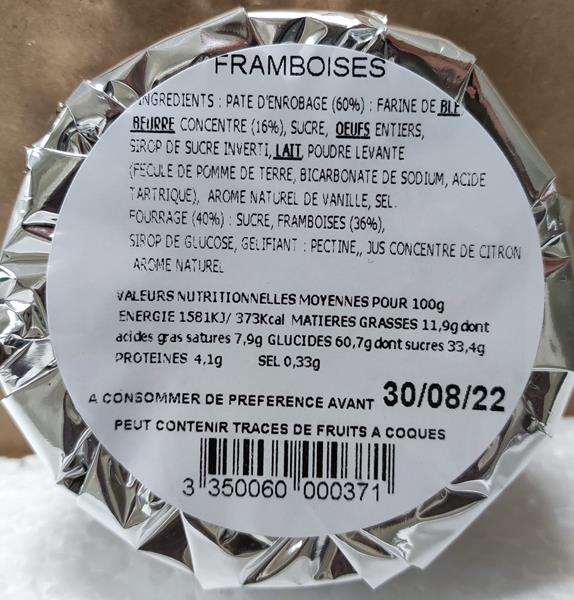 FRAMBOISES
INGREDIENTS : PATE D'ENROBAGE (60%) : FARINE DE BLE
BEURRE CONCENTRE (16%), SUCRE, OEUFS ENTIERS,
SIROP DE SUCRE INVERTI, LAIT, POUDRE LEVANTE
(FECULE DE POMME DE TERRE, BICARBONATE DE SODIUM, ACIDE
TARTRIQUE), AROME NATUREL DE VANILLE, SEL.
FOURRAGE (40%) : SUCRE, FRAMBOISES (36%),
SIROP DE GLUCOSE, GELIFIANT : PECTINE,, JUS CONCENTRE DE CITRON
AROME NATUREL
VALEURS NUTRITIONNELLES MOYENNES POUR 100g
ENERGIE 1581KJ/ 373Kcal MATIERES GRASSES 11,9g dont
acides gras satures 7,9g GLUCIDES 60,7g dont sucres 33,4g
PROTEINES 4,1g SEL 0,33g
A CONSOMMER DE PREFERENCE AVANT 30/08/22
PEUT CONTENIR TRACES DE FRUITS A COQUES
3 350060 000371